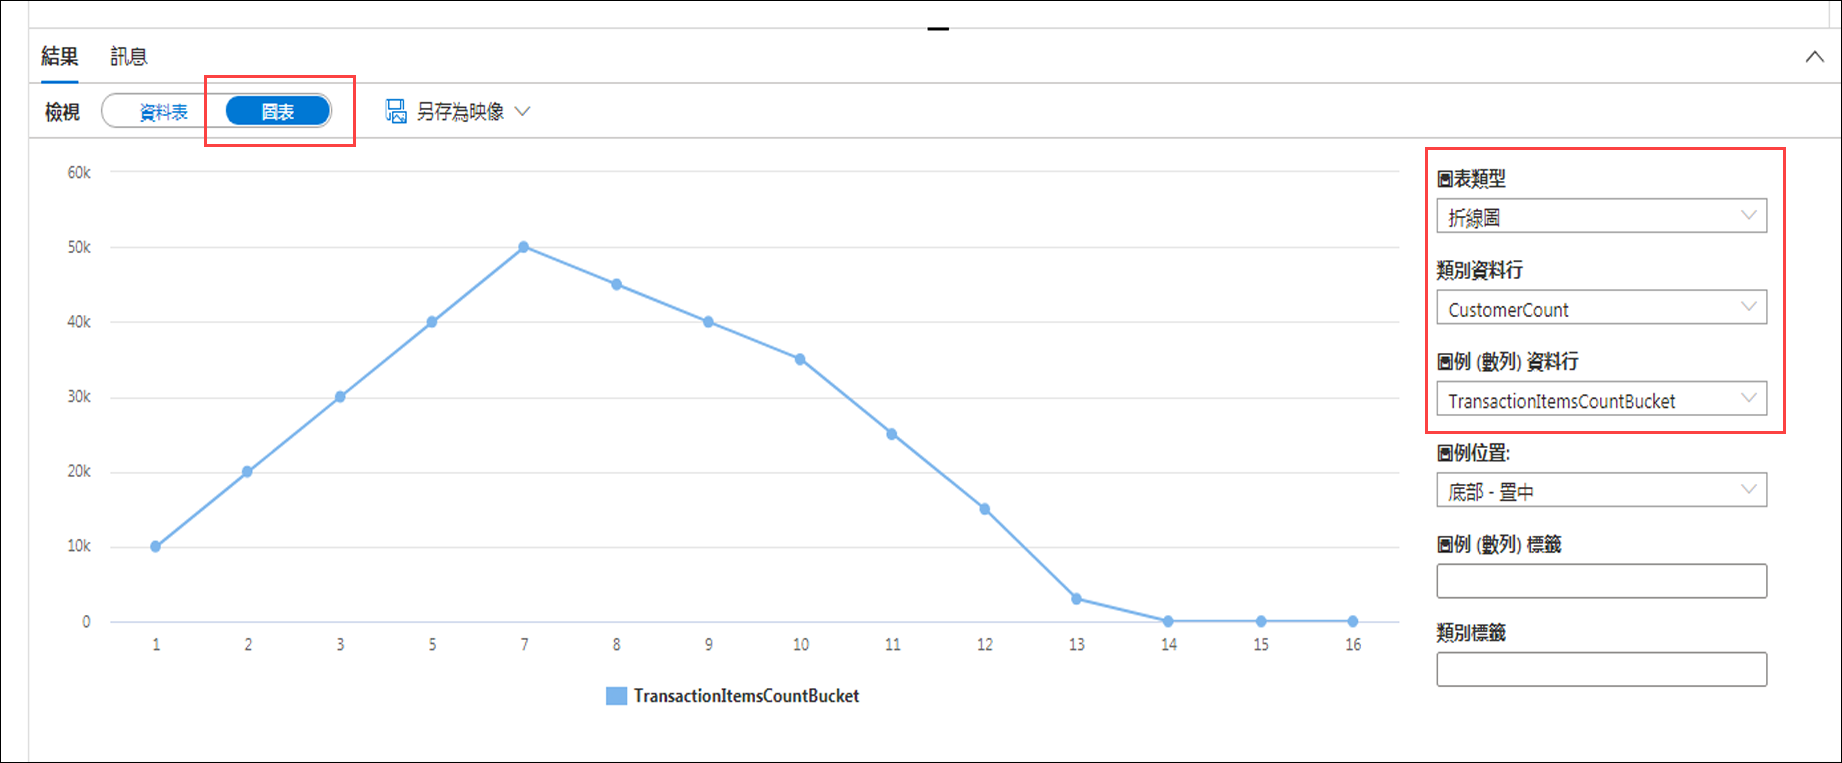 結果 訊息
檢視 資料表 圖表 另存為映像
60k
50k
40k
30k
20k
10k
0
1 2 3 5 7 8 9 10 11 12 13 14 15 16
TransactionItemsCountBucket
圖表類型
折線圖
類別資料行
CustomerCount
圖例 (數列) 資料行
TransactionItemsCountBucket
圖例位置:
底部 - 置中
圖例 (數列) 標籤
類別標籤